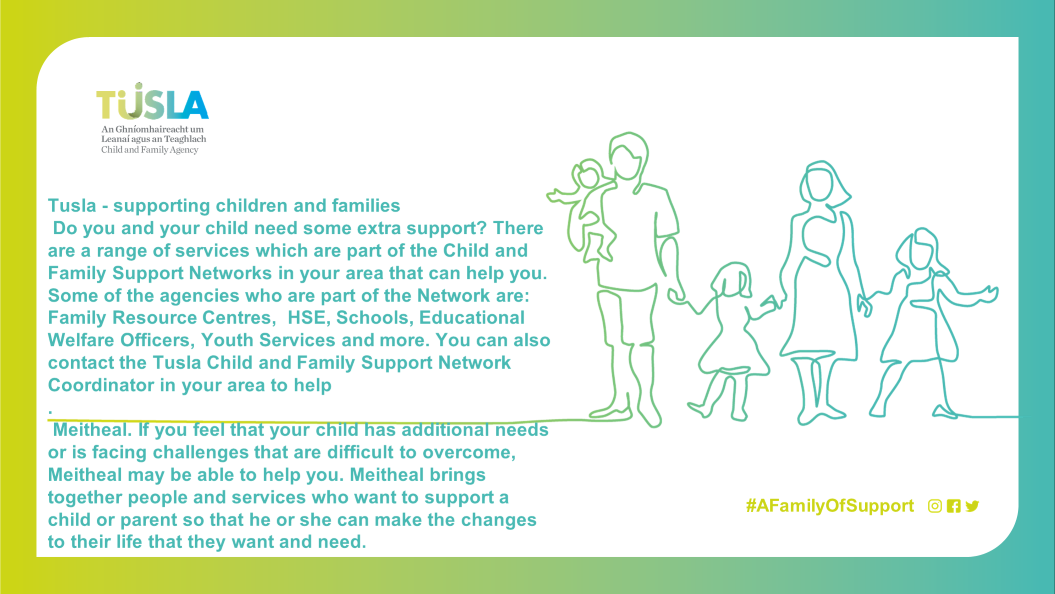 TUSLA
An Ghníomhaireacht um
Leanaí agus an Teaghlach
Child and Family Agency
Tusla - supporting children and families
Do you and your child need some extra support? There
are a range of services which are part of the Child and
Family Support Networks in your area that can help you.
Some of the agencies who are part of the Network are:
Family Resource Centres,  HSE, Schools, Educational
Welfare Officers, Youth Services and more. You can also
contact the Tusla Child and Family Support Network
Coordinator in your area to help
.
Meitheal. If you feel that your child has additional needs
or is facing challenges that are difficult to overcome,
Meitheal may be able to help you. Meitheal brings
together people and services who want to support a
child or parent so that he or she can make the changes
to their life that they want and need.
#AFamilyOfSupport